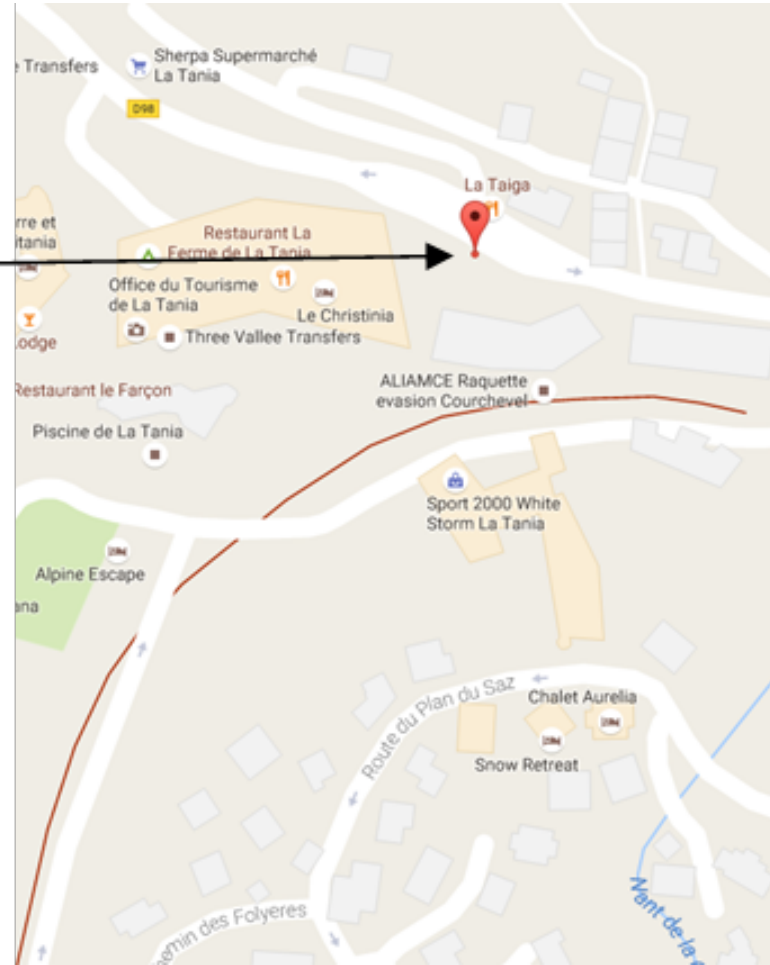 Sherpa Supermarché
La Tania
Transfers
D98
La Taiga
rre et
itania
Restaurant La
Ferme de La Tania
Office du Tourisme
de La Tania
Le Christinia
odge
Three Vallee Transfers
Restaurant le Farçon
ALIAMCE Raquette
evasion Courchevel
Piscine de La Tania
Sport 2000 White
Storm La Tania
Alpine Escape
ana
Route du Plan du Saz
Chalet Aurelia
Snow Retreat
Nant-de-la
emin des Folyeres